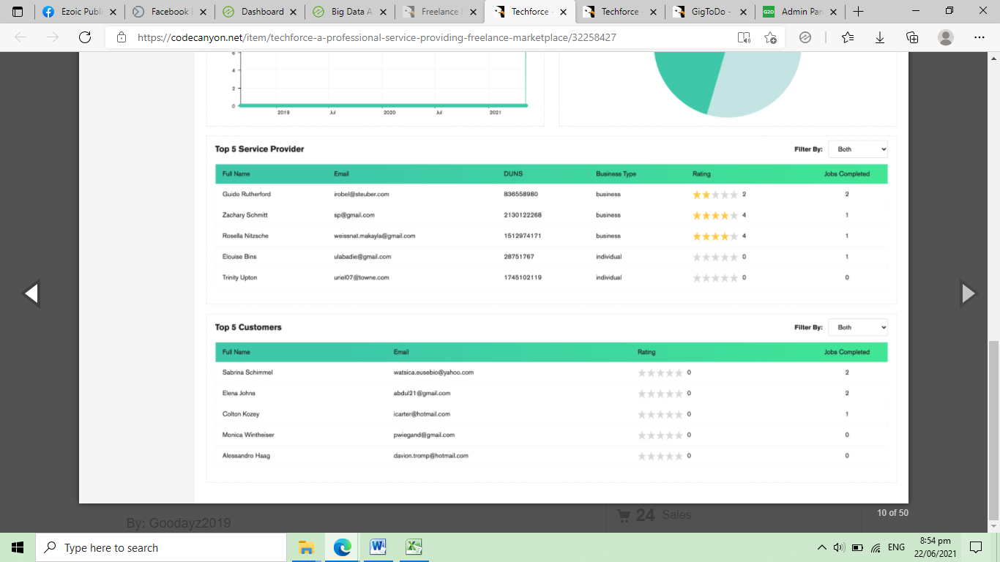 Ezoic Publi
Facebook D
Dashboard
Big Data A
Freelance
Techforce -
Techforce -
GigToDo -
G2D
Admin Pan
https://codecanyon.net/item/techforce-a-professional-service-providing-freelance-marketplace/32258427
6
4
2
0
2019 Jul 2020 Jul 2021
Top 5 Service Provider Filter By: Both
Full Name Email DUNS Business Type Rating Jobs Completed
Guido Rutherford irobel@steuber.com 836558980 business 2 2
Zachary Schmitt sp@gmail.com 2130122268 business 4 1
Rosella Nitzsche weissnat.makayla@gmail.com 1512974171 business 4 1
Elouise Bins ulabadie@gmail.com 28751767 individual 0 1
Trinity Upton uriel07@towne.com 1745102119 individual 0 0
Top 5 Customers Filter By: Both
Full Name Email Rating Jobs Completed
Sabrina Schimmel watsica.eusebio@yahoo.com 0 2
Elena Johns abdul21@gmail.com 0 2
Colton Kozey icarter@hotmail.com 0 1
Monica Wintheiser pwiegand@gmail.com 0 0
Alessandro Haag davion.tromp@hotmail.com 0 0
By: Goodayz2019 24 Sales
10 of 50
Type here to search
ENG
8:54 pm
22/06/2021